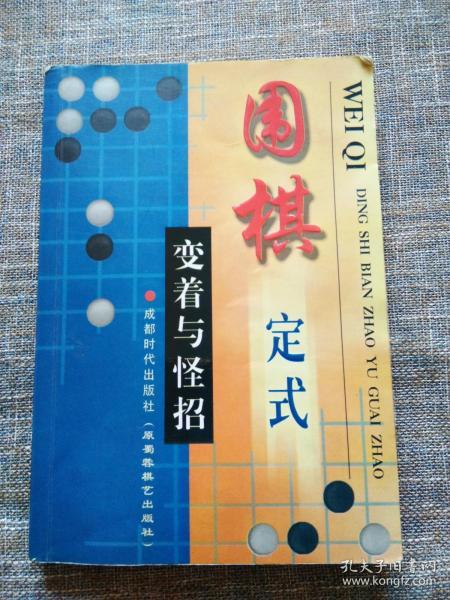 围棋
定式
变着与怪招
WEI QI
DING SHI BIAN ZHAO YU GUAI ZHAO
成都时代出版社(原蜀蓉棋艺出版社)
孔夫子旧书网
www.kongfz.com